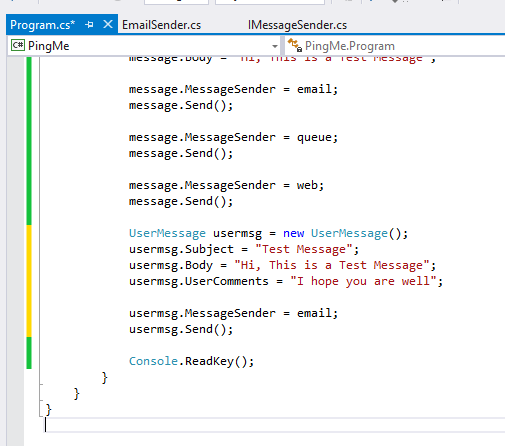 Program.cs*
EmailSender.cs
IMessageSender.cs
C# PingMe
PingMe.Program
message.Body = "Hi, This is a Test Message";
message.MessageSender = email;
message.Send();
message.MessageSender = queue;
message.Send();
message.MessageSender = web;
message.Send();
UserMessage usermsg = new UserMessage();
usermsg.Subject = "Test Message";
usermsg.Body = "Hi, This is a Test Message";
usermsg.UserComments = "I hope you are well";
usermsg.MessageSender = email;
usermsg.Send();
Console.ReadKey();
}
}
}